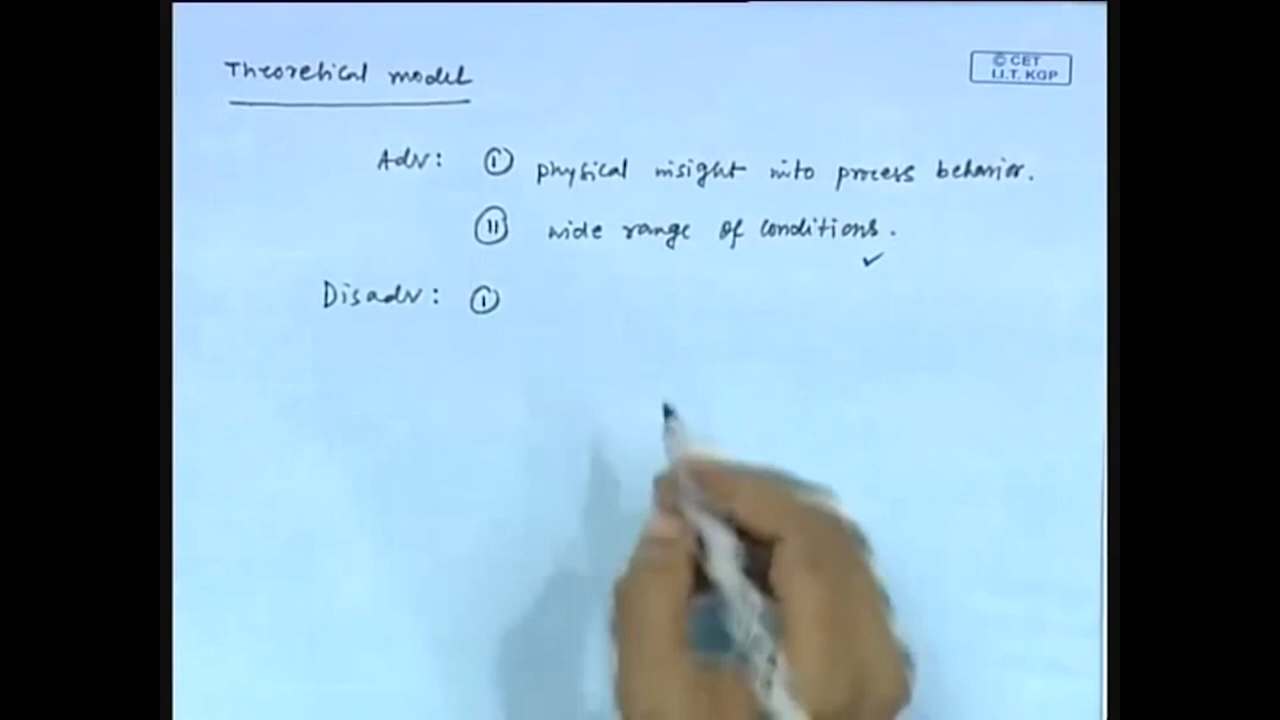 Theoretical model
© CET
I.I.T. KGP
Adv: (I) physical insight into process behavior.
(II) wide range of conditions.
Disadv: (I)